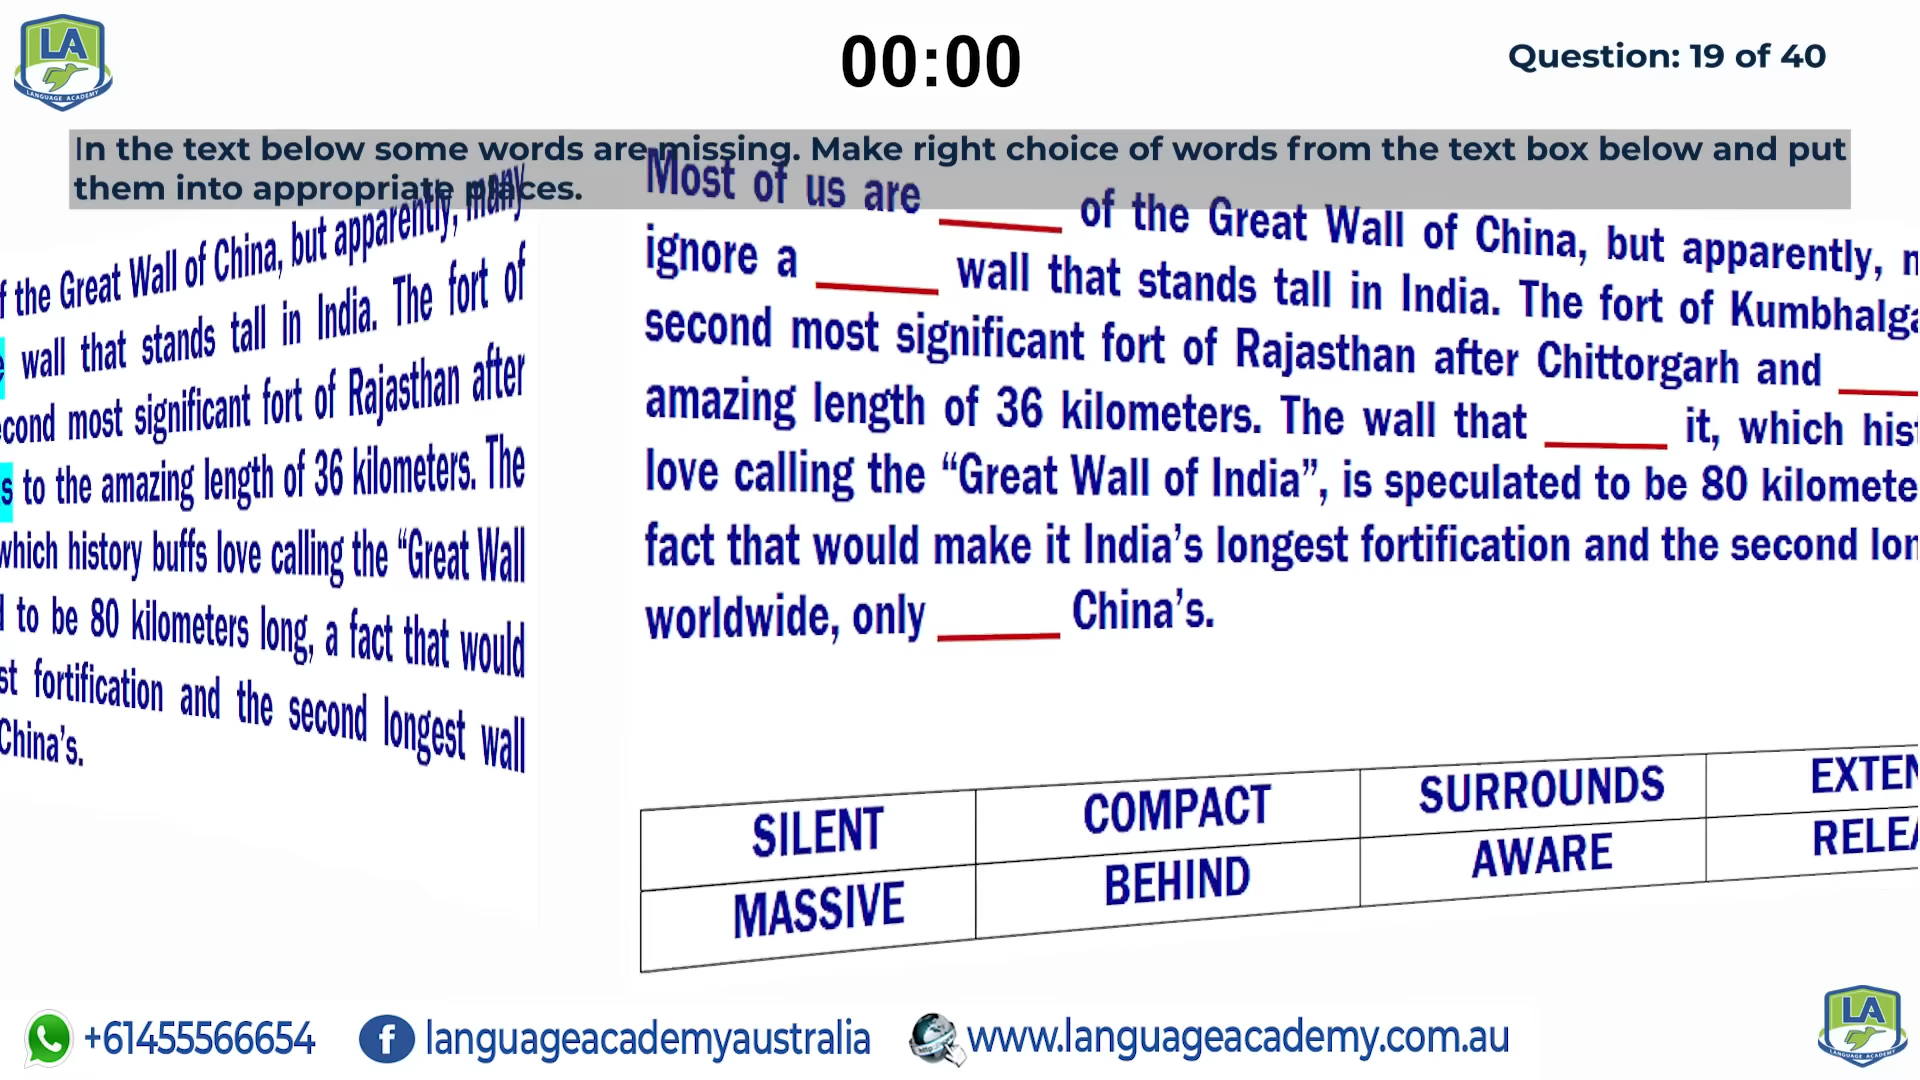 LA
LANGUAGE ACADEMY
00:00
Question: 19 of 40
In the text below some words are missing. Make right choice of words from the text box below and put
them into appropriate places.
the Great Wall of China, but apparently, many
wall that stands tall in India. The fort of
second most significant fort of Rajasthan after
to the amazing length of 36 kilometers. The
which history buffs love calling the “Great Wall
to be 80 kilometers long, a fact that would
fortification and the second longest wall
China’s.
Most of us are ______ of the Great Wall of China, but apparently,
ignore a ______ wall that stands tall in India. The fort of
second most significant fort of Rajasthan after Chittorgarh and ______
amazing length of 36 kilometers. The wall that ______ it, which
love calling the “Great Wall of India”, is speculated to be 80
fact that would make it India’s longest fortification and the second
worldwide, only ______ China’s.
SILENT COMPACT SURROUNDS
MASSIVE BEHIND AWARE
+61455566654 languageacademyaustralia www.languageacademy.com.au
LA
LANGUAGE ACADEMY